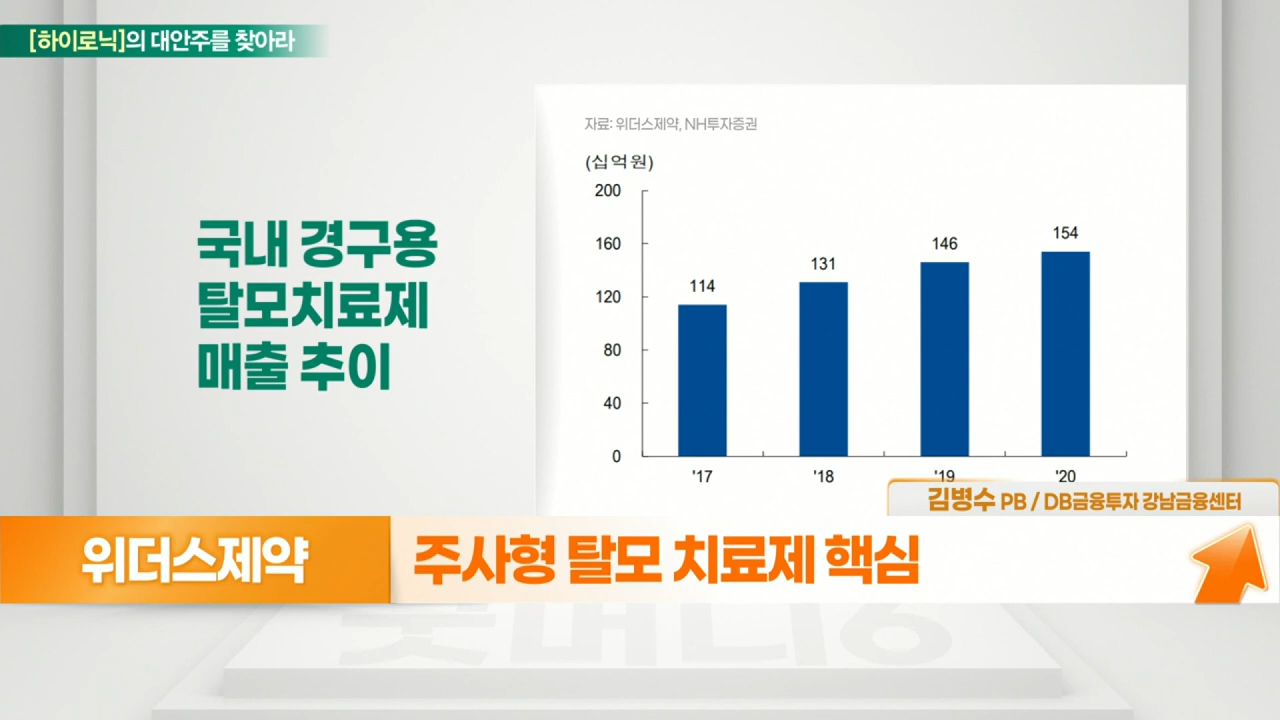 [하이로닉]의 대안주를 찾아라
자료: 위더스제약, NH투자증권
(십억원)
200
160
120
80
40
0
114
131
146
154
'17
'18
'19
'20
국내 경구용
탈모치료제
매출 추이
김병수 PB / DB금융투자 강남금융센터
위더스제약
주사형 탈모 치료제 핵심
굿머니6